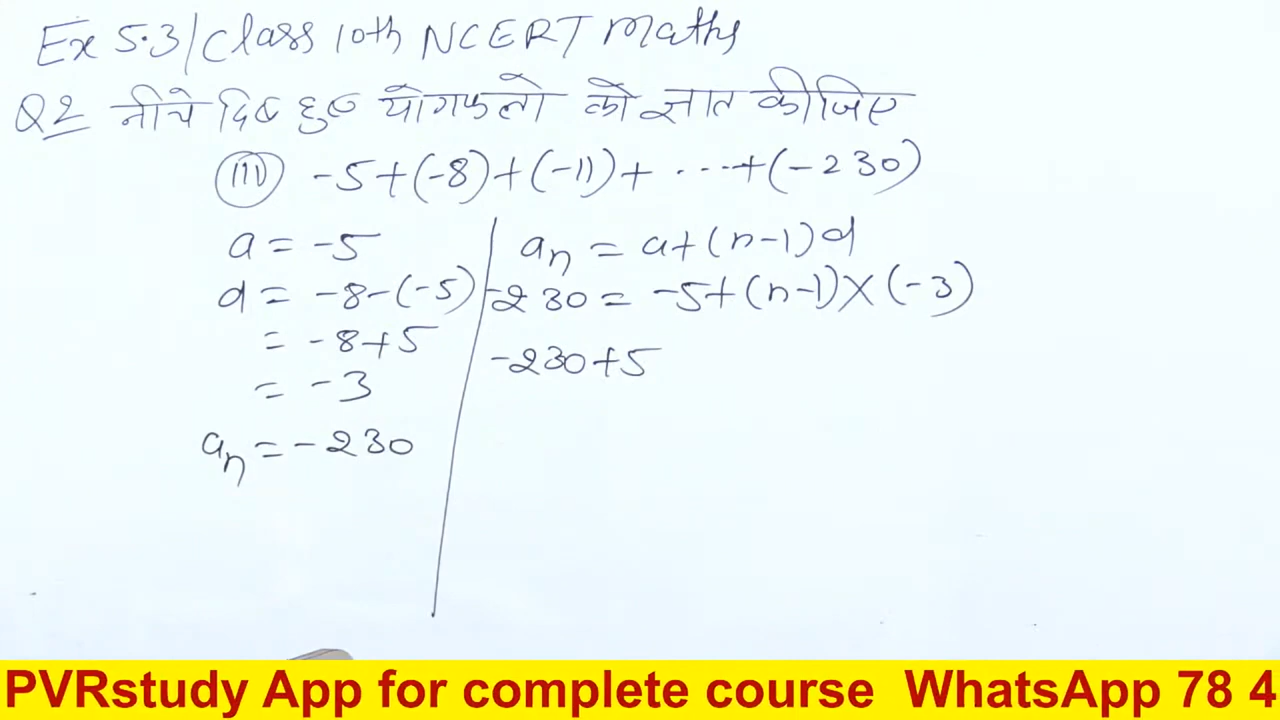 Ex 5.3/Class 10th NCERT Maths
Q2 नीचे दिए हुए योगफलो को ज्ञात कीजिए
(iii) -5+(-8)+(-11)+ ....+(-230)
a = -5
d = -8-(-5)
= -8+5
= -3
an = -230
an = a+(n-1)d
-230 = -5+(n-1)×(-3)
-230+5
PVRstudy App for complete course WhatsApp 78 4